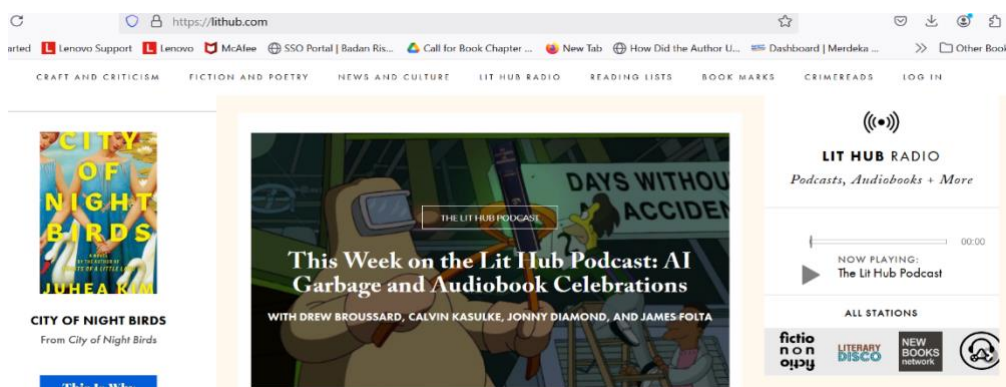 https://lithub.com
arted Lenovo Support Lenovo McAfee SSO Portal | Badan Ris... Call for Book Chapter ... New Tab How Did the Author U... Dashboard | Merdeka ... Other Book
CRAFT AND CRITICISM FICTION AND POETRY NEWS AND CULTURE LIT HUB RADIO READING LISTS BOOK MARKS CRIMEREADS LOG IN
CITY
OF
NIGHT
BIRDS
A NOVEL
JUHEA KIM
CITY OF NIGHT BIRDS
From City of Night Birds
This Is Why
DAYS WITHOU
ACCIDEN
THE LIT HUB PODCAST
This Week on the Lit Hub Podcast: AI
Garbage and Audiobook Celebrations
WITH DREW BROUSSARD, CALVIN KASULKE, JONNY DIAMOND, AND JAMES FOLTA
LIT HUB RADIO
Podcasts, Audiobooks + More
00:00
NOW PLAYING:
The Lit Hub Podcast
ALL STATIONS
fictio
non
LITERARY
DISCO
NEW
BOOKS
network